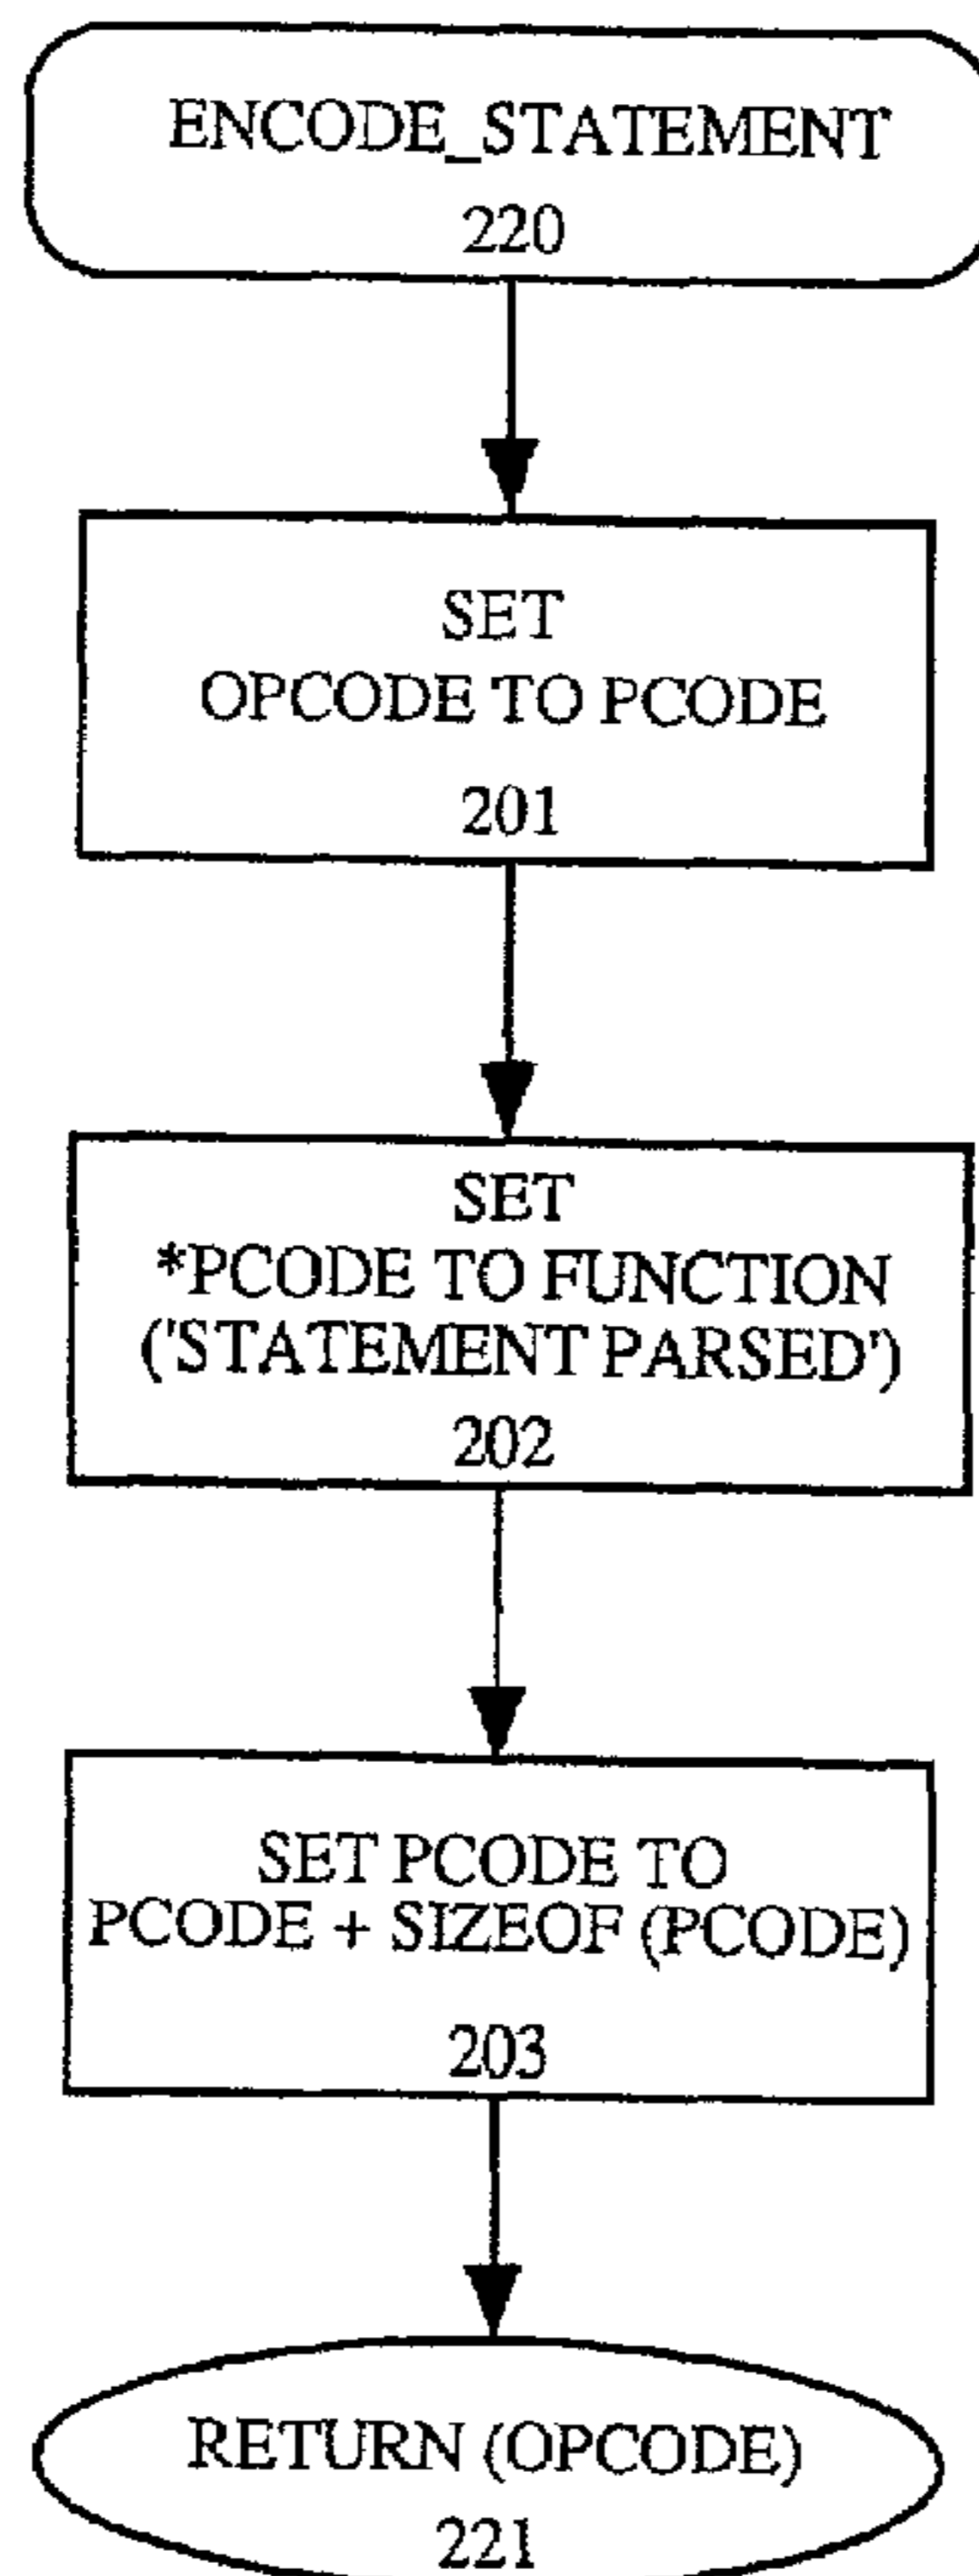 ENCODE_STATEMENT
220
SET
OPCODE TO PCODE
201
SET
*PCODE TO FUNCTION
('STATEMENT PARSED')
202
SET PCODE TO
PCODE + SIZEOF (PCODE)
203
RETURN (OPCODE)
221